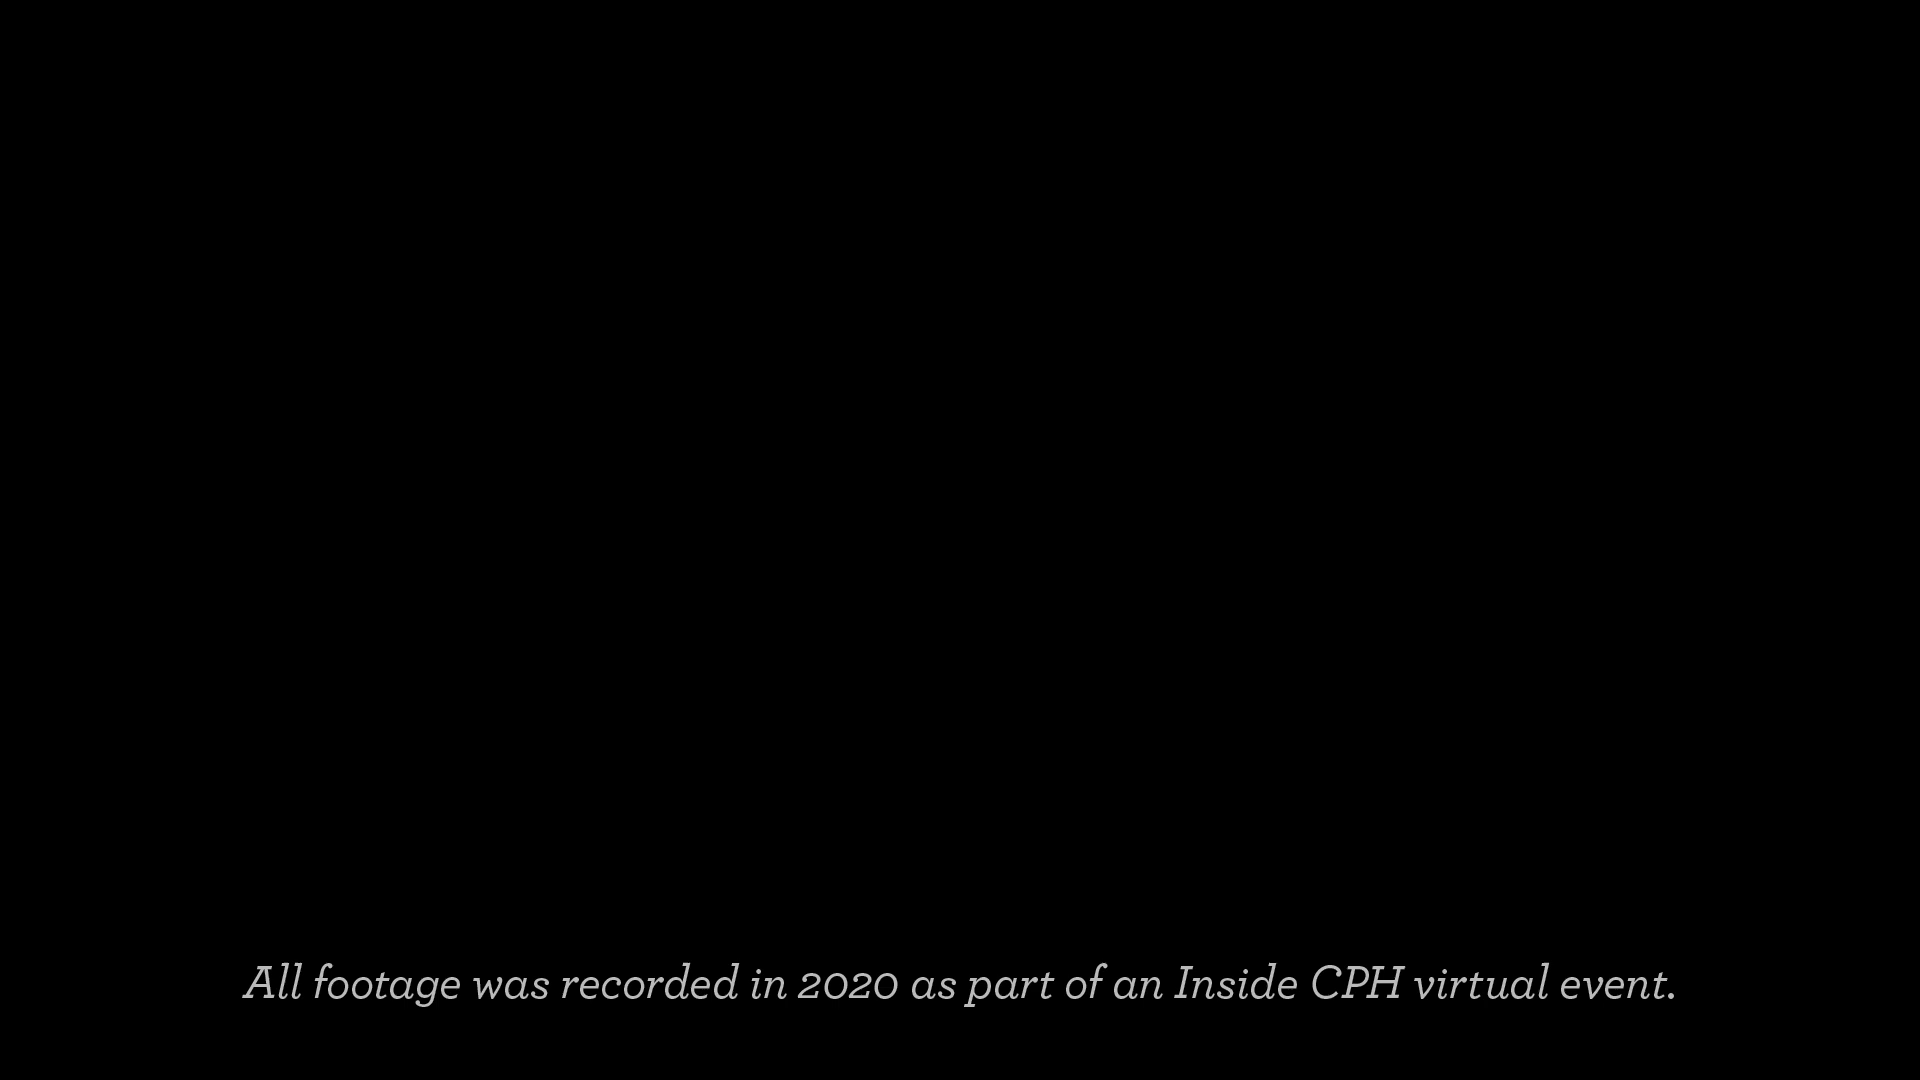 All footage was recorded in 2020 as part of an Inside CPH virtual event.